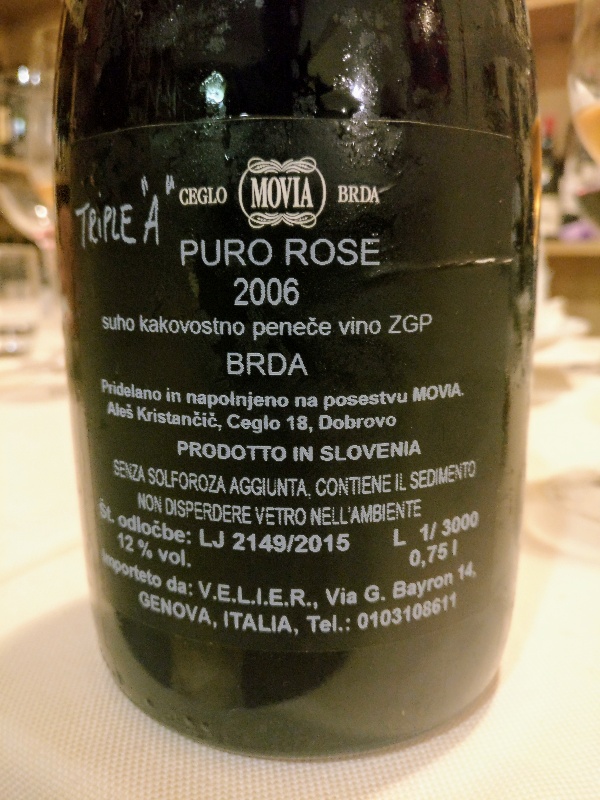 CEGLO MOVIA BRDA
TRiPLE "A"
PURO ROSE
2006
suho kakovostno peneče vino ZGP
BRDA
Pridelano in napolnjeno na posestvu MOVIA.
Aleš Kristančič, Ceglo 18, Dobrovo
PRODOTTO IN SLOVENIA
SENZA SOLFOROZA AGGIUNTA, CONTIENE IL SEDIMENTO
NON DISPERDERE VETRO NELL'AMBIENTE
Št. odločbe: LJ 2149/2015 L 1/ 3000
12 % vol. 0,75 l
Importeto da: V.E.L.I.E.R., Via G. Bayron 14,
GENOVA, ITALIA, Tel.: 0103108611